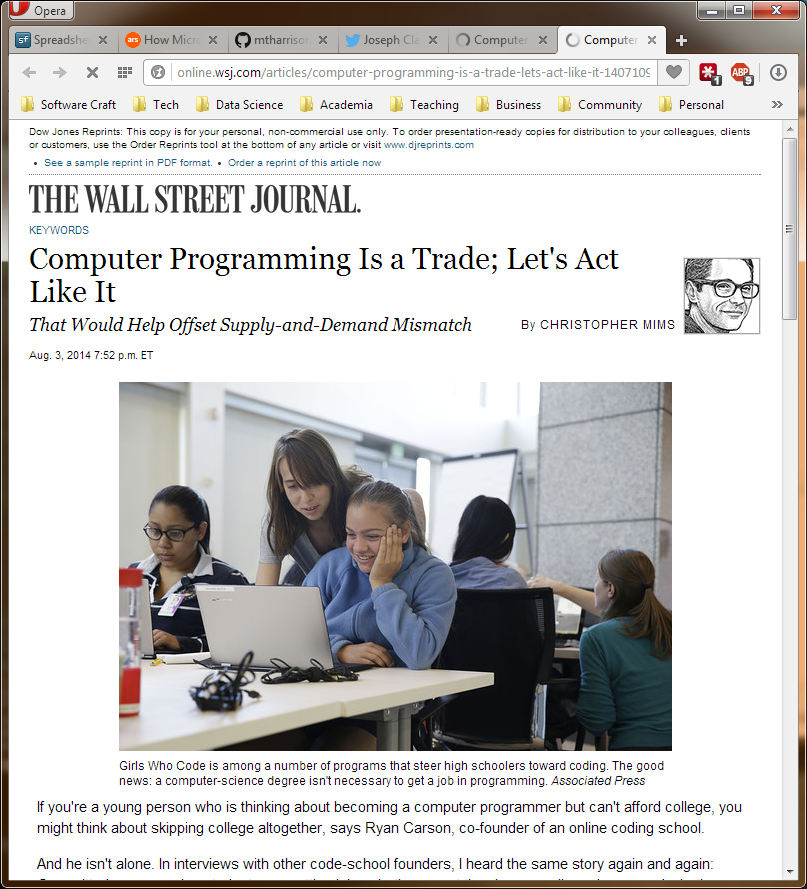 Opera
Spreadshe
ars How Micr
mtharrison
Joseph Cla
Computer
Computer
online.wsj.com/articles/computer-programming-is-a-trade-lets-act-like-it-1407109
1
ABP
9
Software Craft
Tech
Data Science
Academia
Teaching
Business
Community
Personal
Dow Jones Reprints: This copy is for your personal, non-commercial use only. To order presentation-ready copies for distribution to your colleagues, clients
or customers, use the Order Reprints tool at the bottom of any article or visit www.djreprints.com
• See a sample reprint in PDF format. • Order a reprint of this article now
THE WALL STREET JOURNAL.
KEYWORDS
Computer Programming Is a Trade; Let's Act
Like It
That Would Help Offset Supply-and-Demand Mismatch
By CHRISTOPHER MIMS
Aug. 3, 2014 7:52 p.m. ET
Girls Who Code is among a number of programs that steer high schoolers toward coding. The good
news: a computer-science degree isn't necessary to get a job in programming. Associated Press
If you're a young person who is thinking about becoming a computer programmer but can't afford college, you
might think about skipping college altogether, says Ryan Carson, co-founder of an online coding school.
And he isn't alone. In interviews with other code-school founders, I heard the same story again and again: